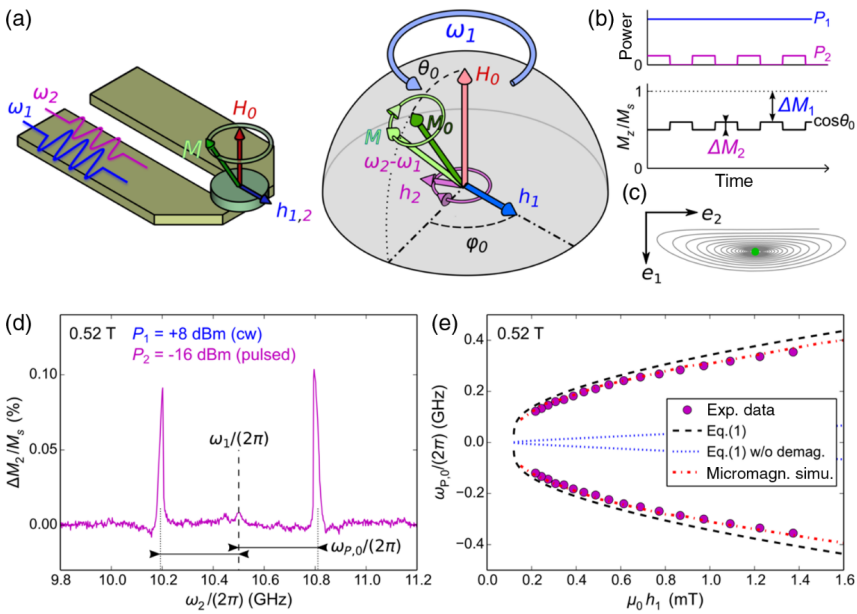 (a)
ω1
ω2
H0
M
h1,2
ω1
θ0
H0
M0
M
ω2-ω1
h2
h1
φ0
(b)
Power
P1
P2
Mz/Ms
ΔM1
cosθ0
ΔM2
Time
(c)
e2
e1
(d)
0.52 T
P1 = +8 dBm (cw)
P2 = -16 dBm (pulsed)
ω1/(2π)
ωP,0/(2π)
ΔM2/Ms (%)
0.10
0.05
0.00
9.8 10.0 10.2 10.4 10.6 10.8 11.0 11.2
ω2/(2π) (GHz)
(e)
0.52 T
ωP,0/(2π) (GHz)
0.4
0.2
0.0
−0.2
−0.4
Exp. data
Eq.(1)
Eq.(1) w/o demag.
Micromagn. simu.
0.0 0.2 0.4 0.6 0.8 1.0 1.2 1.4 1.6
μ0h1 (mT)